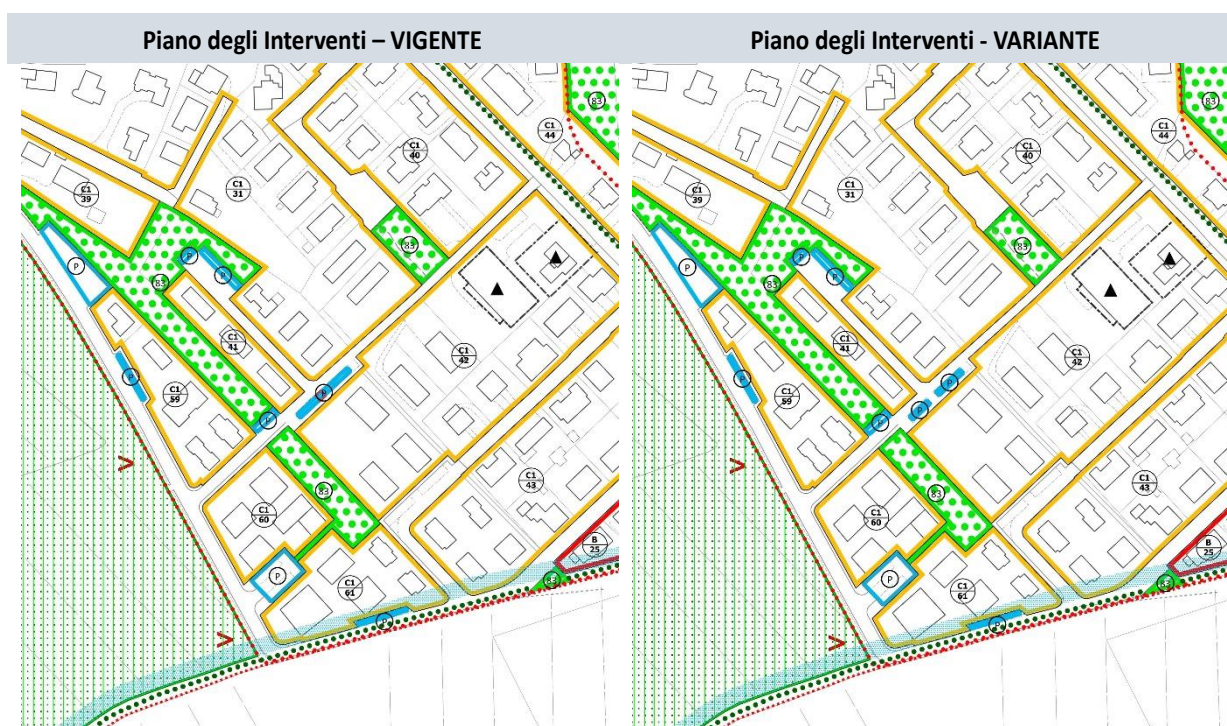 Piano degli Interventi – VIGENTE
83
C1
44
C1
40
C1
31
C1
39
83
P
P
P
83
C1
41
C1
42
P
C1
59
P
P
C1
43
83
C1
60
B
25
P
C1
61
83
P
>
>
Piano degli Interventi - VARIANTE
83
C1
44
C1
40
C1
31
C1
39
83
P
P
P
83
C1
41
C1
42
P
C1
59
P
P
P
C1
43
83
C1
60
B
25
P
C1
61
83
P
>
>